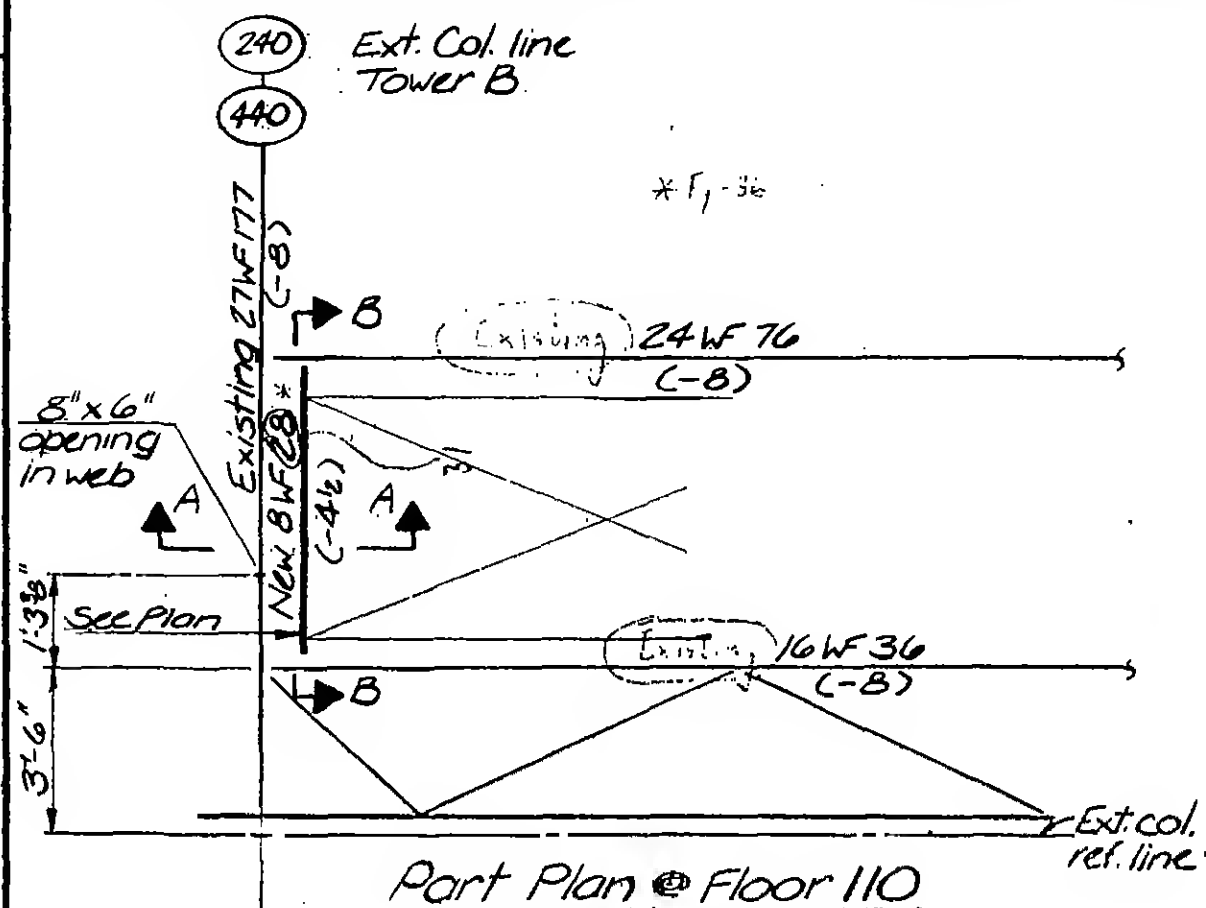 240
Ext. Col. line
Tower B.
440
Existing 27WF177
(-8)
B
Existing 24WF76
(-8)
8"x6"
opening
in web
New 8WF28 *
(-4½)
31
A
A
1'-3⅜"
See Plan
Existing 16WF36
(-8)
B
3'-6"
Ext. col.
ref. line
Part Plan @ Floor 110